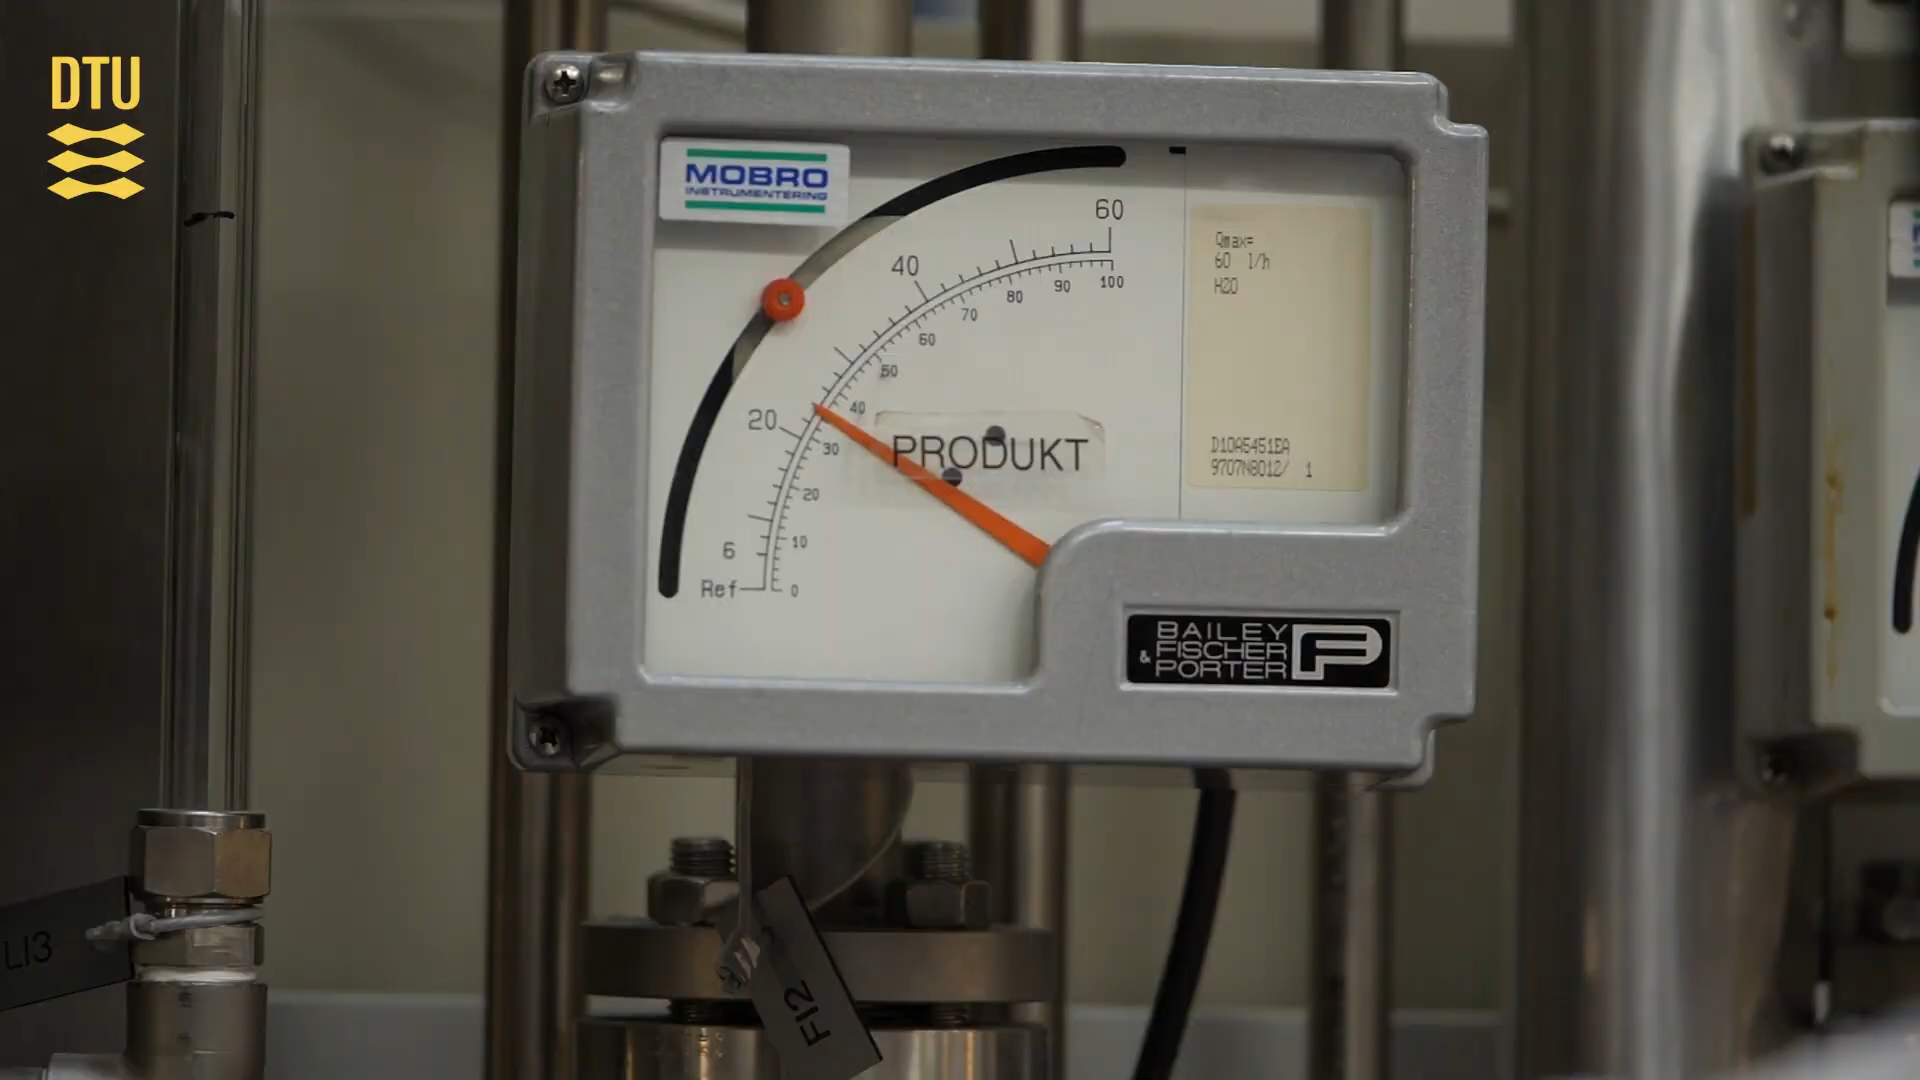 DTU
MOBRO
INSTRUMENTERING
60
40
20
6
Ref
100
90
80
70
60
50
40
30
20
10
0
PRODUKT
Qmax=
60 l/h
H2O
D10A5451EA
9707N8012/ 1
BAILEY
& FISCHER
PORTER
LI3
FI2